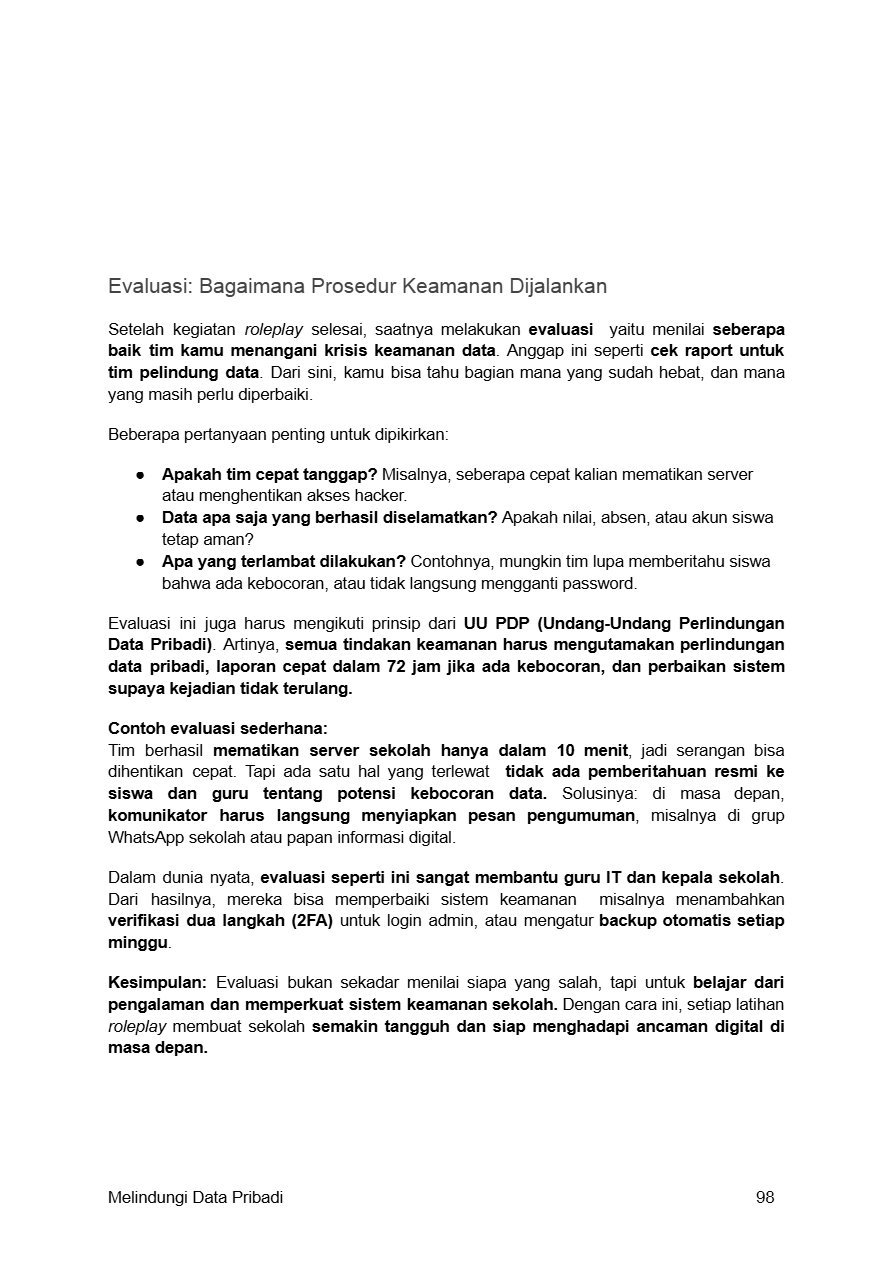 Evaluasi: Bagaimana Prosedur Keamanan Dijalankan
Setelah kegiatan roleplay selesai, saatnya melakukan evaluasi yaitu menilai seberapa
baik tim kamu menangani krisis keamanan data. Anggap ini seperti cek raport untuk
tim pelindung data. Dari sini, kamu bisa tahu bagian mana yang sudah hebat, dan mana
yang masih perlu diperbaiki.
Beberapa pertanyaan penting untuk dipikirkan:
● Apakah tim cepat tanggap? Misalnya, seberapa cepat kalian mematikan server
atau menghentikan akses hacker.
● Data apa saja yang berhasil diselamatkan? Apakah nilai, absen, atau akun siswa
tetap aman?
● Apa yang terlambat dilakukan? Contohnya, mungkin tim lupa memberitahu siswa
bahwa ada kebocoran, atau tidak langsung mengganti password.
Evaluasi ini juga harus mengikuti prinsip dari UU PDP (Undang-Undang Perlindungan
Data Pribadi). Artinya, semua tindakan keamanan harus mengutamakan perlindungan
data pribadi, laporan cepat dalam 72 jam jika ada kebocoran, dan perbaikan sistem
supaya kejadian tidak terulang.
Contoh evaluasi sederhana:
Tim berhasil mematikan server sekolah hanya dalam 10 menit, jadi serangan bisa
dihentikan cepat. Tapi ada satu hal yang terlewat tidak ada pemberitahuan resmi ke
siswa dan guru tentang potensi kebocoran data. Solusinya: di masa depan,
komunikator harus langsung menyiapkan pesan pengumuman, misalnya di grup
WhatsApp sekolah atau papan informasi digital.
Dalam dunia nyata, evaluasi seperti ini sangat membantu guru IT dan kepala sekolah.
Dari hasilnya, mereka bisa memperbaiki sistem keamanan misalnya menambahkan
verifikasi dua langkah (2FA) untuk login admin, atau mengatur backup otomatis setiap
minggu.
Kesimpulan: Evaluasi bukan sekadar menilai siapa yang salah, tapi untuk belajar dari
pengalaman dan memperkuat sistem keamanan sekolah. Dengan cara ini, setiap latihan
roleplay membuat sekolah semakin tangguh dan siap menghadapi ancaman digital di
masa depan.
Melindungi Data Pribadi 98